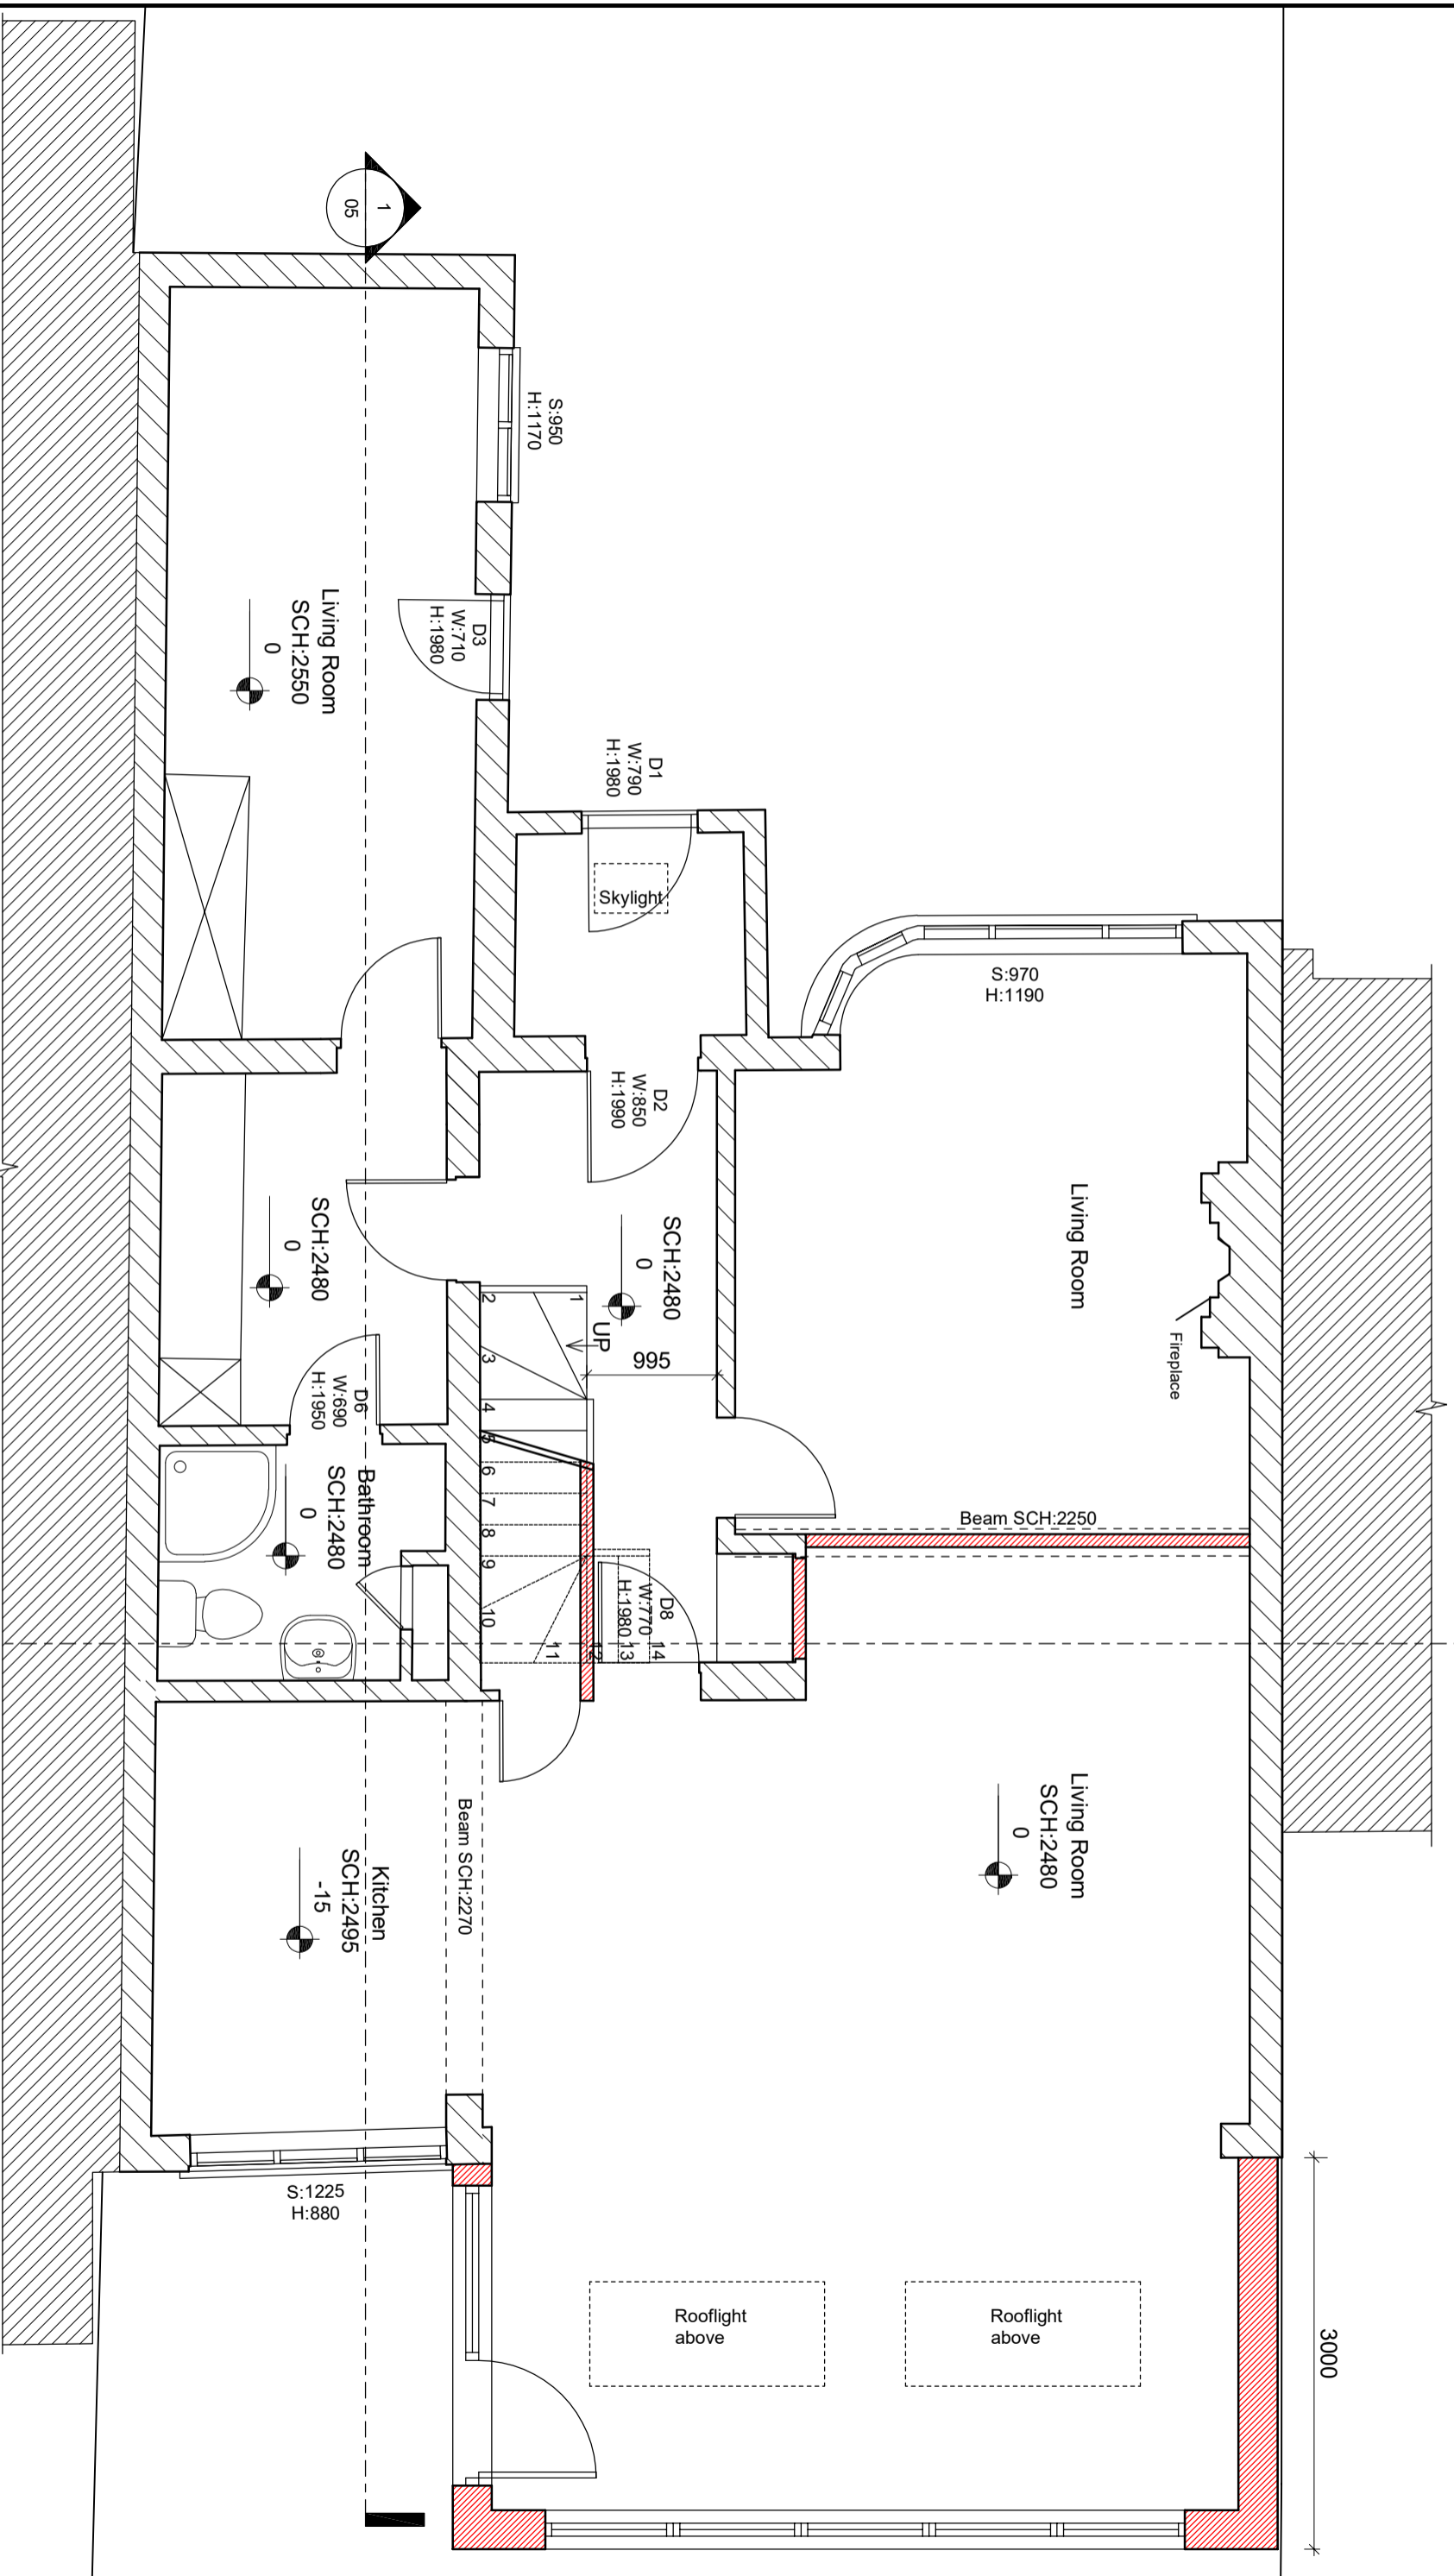 1
05
S:950
H:1170
Living Room
SCH:2550
0
D3
W:710
H:1980
D1
W:790
H:1980
Skylight
S:970
H:1190
D2
W:850
H:1990
Living Room
Fireplace
SCH:2480
0
SCH:2480
0
UP
995
1
2
3
4
5
6
7
8
9
10
11
12
13
14
D6
W:690
H:1950
Bathroom
SCH:2480
0
Beam SCH:2250
D8
W:770
H:1980
Living Room
SCH:2480
0
Beam SCH:2270
Kitchen
SCH:2495
-15
S:1225
H:880
Rooflight
above
Rooflight
above
3000